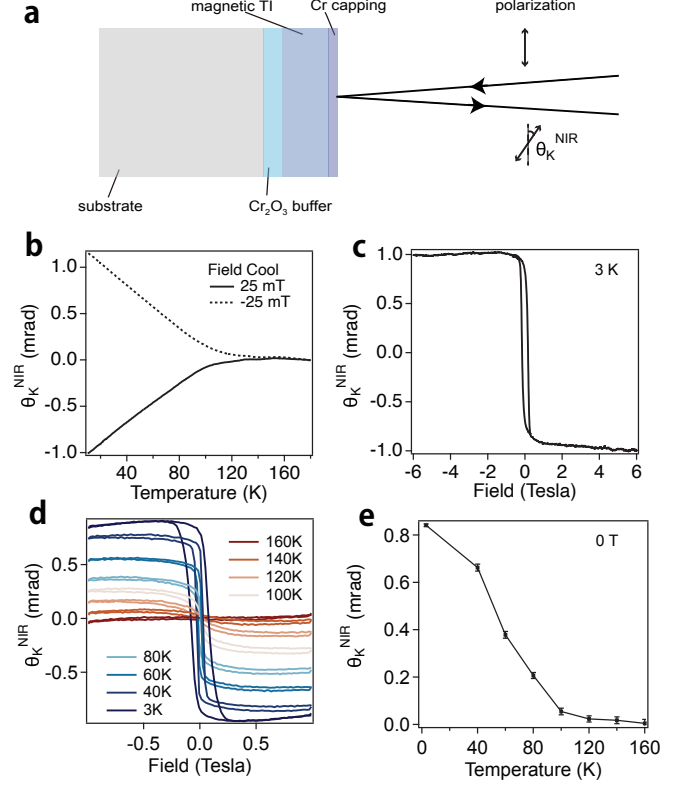 a
magnetic TI
Cr capping
polarization
θ_K^NIR
substrate
Cr₂O₃ buffer
b
θ_K^NIR (mrad)
1.0
0.5
0.0
-0.5
-1.0
Field Cool
25 mT
-25 mT
40
80
120
160
Temperature (K)
c
θ_K^NIR (mrad)
1.0
0.5
0.0
-0.5
-1.0
3 K
-6
-4
-2
0
2
4
6
Field (Tesla)
d
θ_K^NIR (mrad)
0.5
0.0
-0.5
160K
140K
120K
100K
80K
60K
40K
3K
-0.5
0.0
0.5
Field (Tesla)
e
θ_K^NIR (mrad)
0.8
0.6
0.4
0.2
0.0
0 T
0
40
80
120
160
Temperature (K)